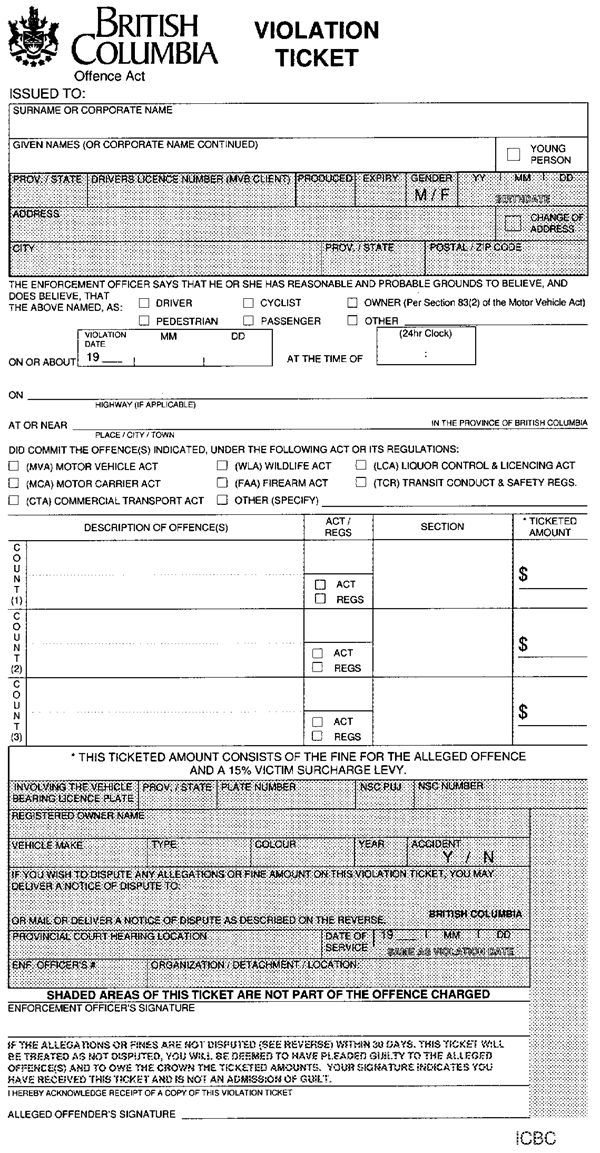 BRITISH
COLUMBIA
Offence Act
VIOLATION
TICKET
ISSUED TO:
SURNAME OR CORPORATE NAME
GIVEN NAMES (OR CORPORATE NAME CONTINUED)
YOUNG
PERSON
PROV. / STATE DRIVERS LICENCE NUMBER (MVB CLIENT) PRODUCED EXPIRY GENDER YY MM DD
M / F BIRTHDATE
ADDRESS
CHANGE OF
ADDRESS
CITY PROV. / STATE POSTAL / ZIP CODE
THE ENFORCEMENT OFFICER SAYS THAT HE OR SHE HAS REASONABLE AND PROBABLE GROUNDS TO BELIEVE, AND
DOES BELIEVE, THAT
THE ABOVE NAMED, AS: DRIVER CYCLIST OWNER (Per Section 83(2) of the Motor Vehicle Act)
PEDESTRIAN PASSENGER OTHER
VIOLATION DATE MM DD (24hr Clock)
ON OR ABOUT 19 AT THE TIME OF :
ON
HIGHWAY (IF APPLICABLE)
AT OR NEAR IN THE PROVINCE OF BRITISH COLUMBIA
PLACE / CITY / TOWN
DID COMMIT THE OFFENCE(S) INDICATED, UNDER THE FOLLOWING ACT OR ITS REGULATIONS:
(MVA) MOTOR VEHICLE ACT (WLA) WILDLIFE ACT (LCA) LIQUOR CONTROL & LICENCING ACT
(MCA) MOTOR CARRIER ACT (FAA) FIREARM ACT (TCR) TRANSIT CONDUCT & SAFETY REGS.
(CTA) COMMERCIAL TRANSPORT ACT OTHER (SPECIFY)
DESCRIPTION OF OFFENCE(S) ACT / REGS SECTION * TICKETED AMOUNT
COUNT (1) ACT $
REGS
COUNT (2) ACT $
REGS
COUNT (3) ACT $
REGS
* THIS TICKETED AMOUNT CONSISTS OF THE FINE FOR THE ALLEGED OFFENCE
AND A 15% VICTIM SURCHARGE LEVY.
INVOLVING THE VEHICLE PROV. / STATE PLATE NUMBER NSC PUJ NSC NUMBER
BEARING LICENCE PLATE
REGISTERED OWNER NAME
VEHICLE MAKE TYPE COLOUR YEAR ACCIDENT
Y / N
IF YOU WISH TO DISPUTE ANY ALLEGATIONS OR FINE AMOUNT ON THIS VIOLATION TICKET, YOU MAY
DELIVER A NOTICE OF DISPUTE TO:
BRITISH COLUMBIA
OR MAIL OR DELIVER A NOTICE OF DISPUTE AS DESCRIBED ON THE REVERSE.
PROVINCIAL COURT HEARING LOCATION DATE OF SERVICE 19 MM DD
SAME AS VIOLATION DATE
ENF. OFFICER'S # ORGANIZATION / DETACHMENT / LOCATION:
SHADED AREAS OF THIS TICKET ARE NOT PART OF THE OFFENCE CHARGED
ENFORCEMENT OFFICER'S SIGNATURE
IF THE ALLEGATIONS OR FINES ARE NOT DISPUTED (SEE REVERSE) WITHIN 30 DAYS. THIS TICKET WILL
BE TREATED AS NOT DISPUTED, YOU WILL BE DEEMED TO HAVE PLEADED GUILTY TO THE ALLEGED
OFFENCE(S) AND TO OWE THE CROWN THE TICKETED AMOUNTS. YOUR SIGNATURE INDICATES YOU
HAVE RECEIVED THIS TICKET AND IS NOT AN ADMISSION OF GUILT.
I HEREBY ACKNOWLEDGE RECEIPT OF A COPY OF THIS VIOLATION TICKET
ALLEGED OFFENDER'S SIGNATURE
ICBC